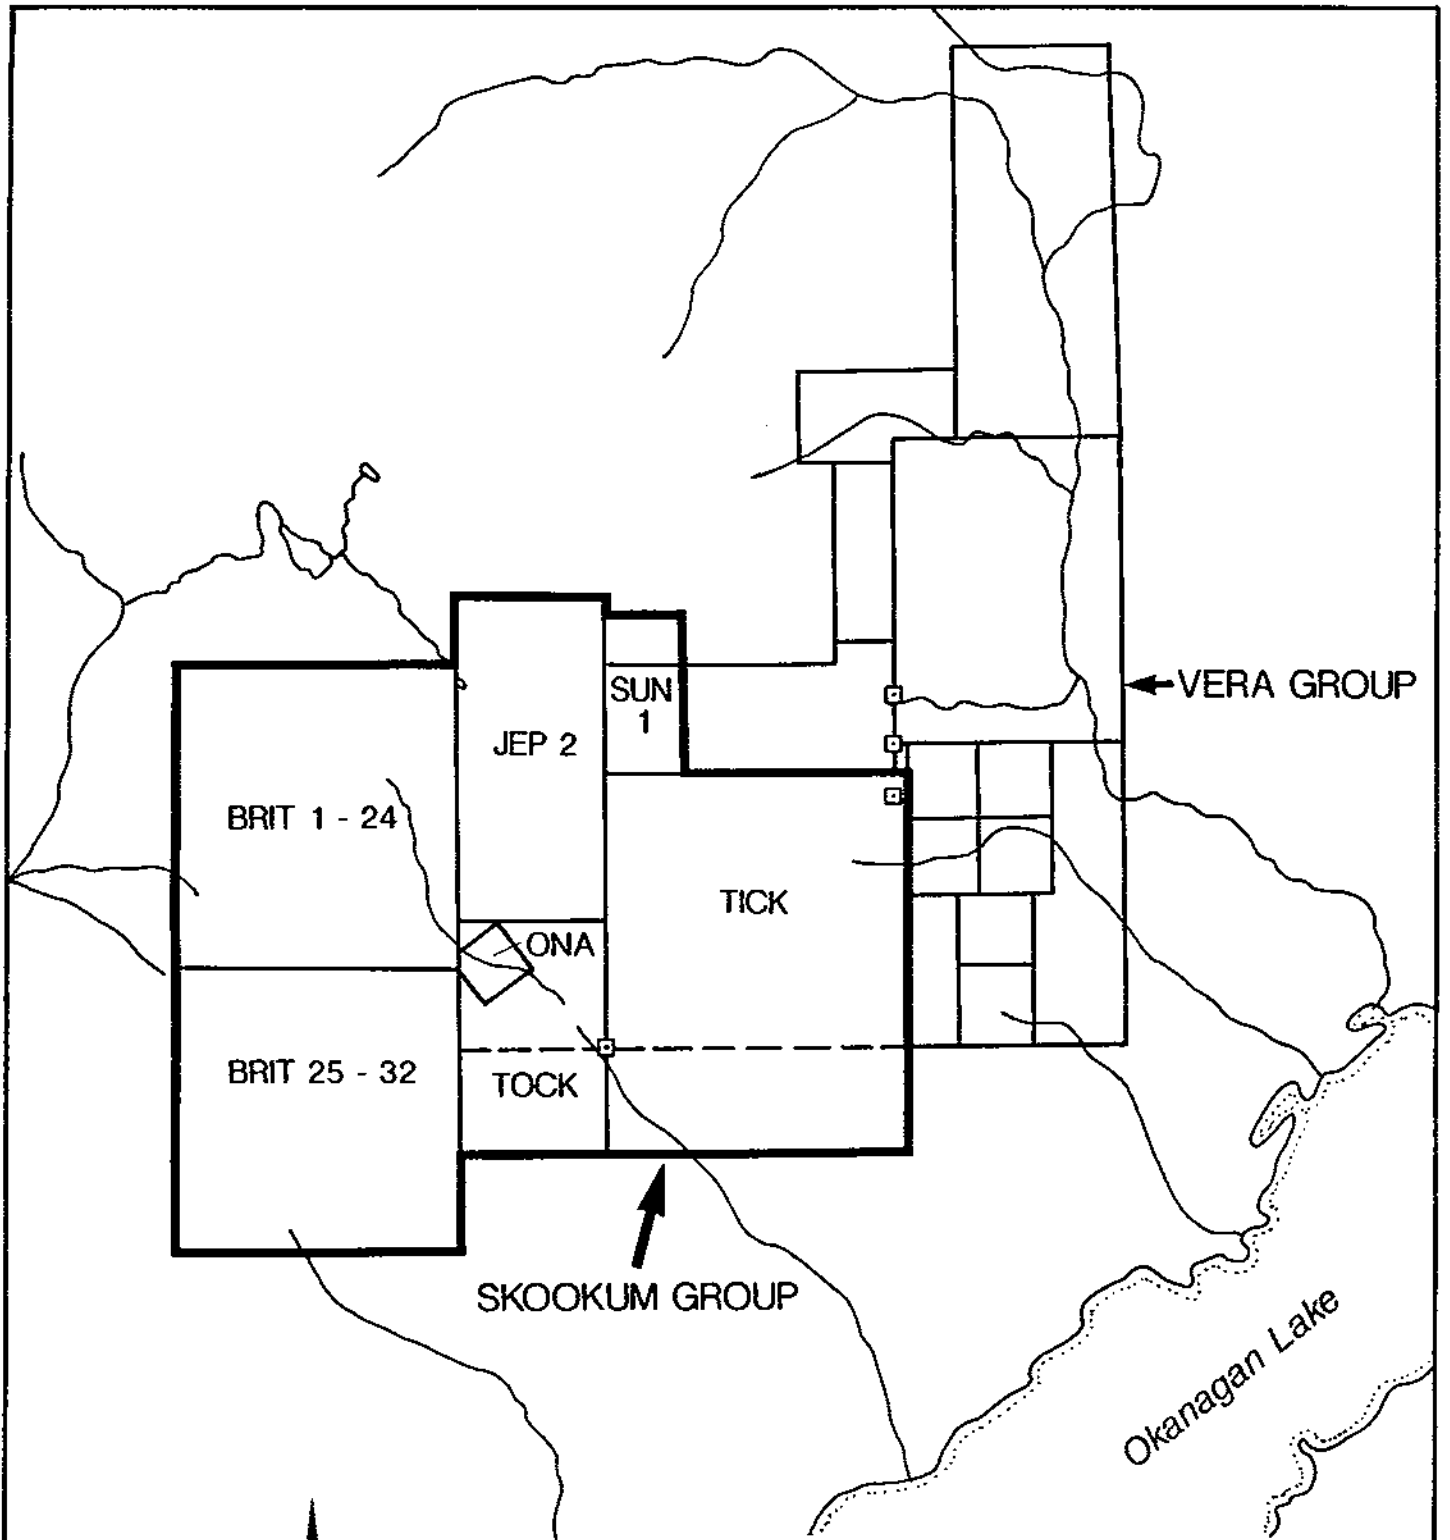 SUN
1
VERA GROUP
JEP 2
BRIT 1 - 24
TICK
ONA
BRIT 25 - 32
TOCK
SKOOKUM GROUP
Okanagan Lake